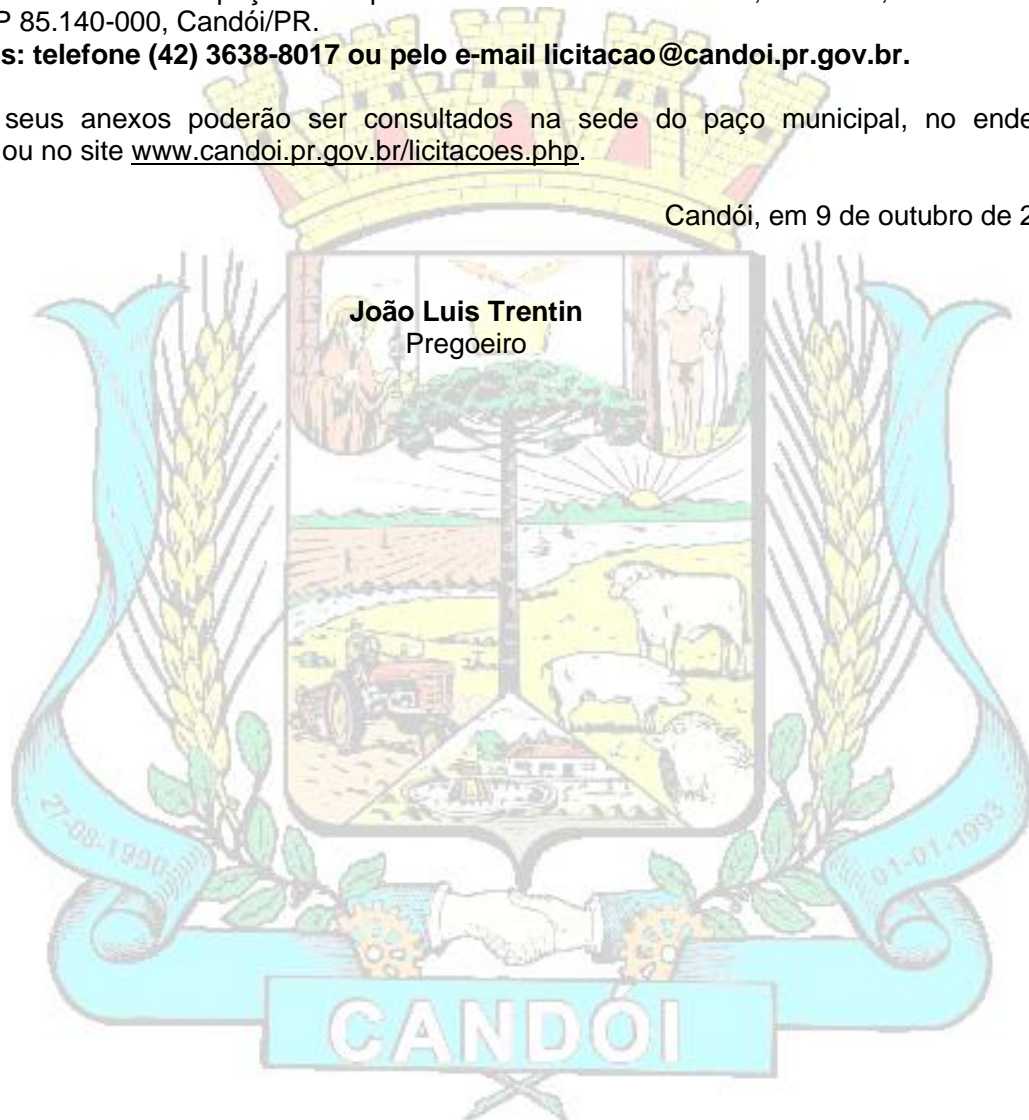 P 85.140-000, Candói/PR.
s: telefone (42) 3638-8017 ou pelo e-mail licitacao@candoi.pr.gov.br.
seus anexos poderão ser consultados na sede do paço municipal, no ende
ou no site www.candoi.pr.gov.br/licitacoes.php.
Candói, em 9 de outubro de 2
João Luis Trentin
Pregoeiro
27-08-1990
01-01-1993
CANDÓI